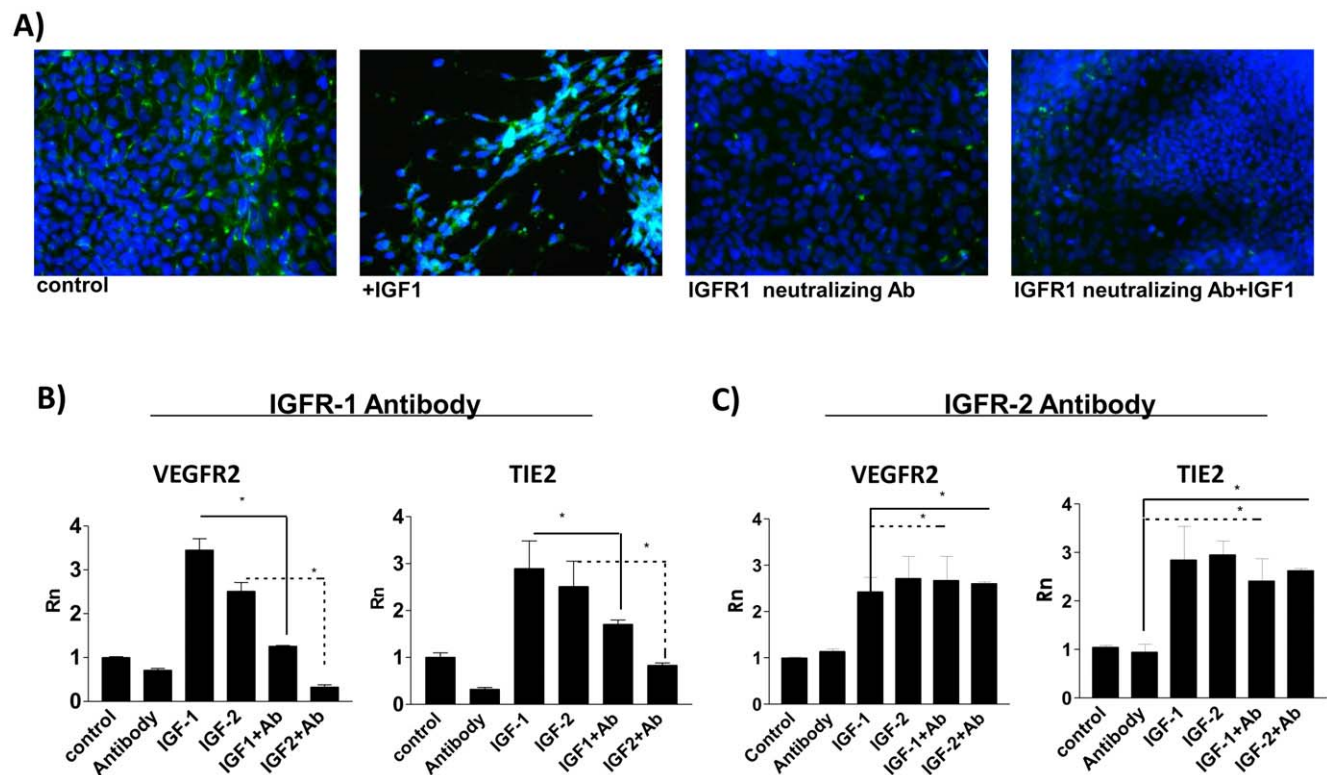 A)
control
+IGF1
IGFR1 neutralizing Ab
IGFR1 neutralizing Ab+IGF1
B)
IGFR-1 Antibody
VEGFR2
Rn
4
3
2
1
0
*
*
control
Antibody
IGF-1
IGF-2
IGF1+Ab
IGF2+Ab
TIE2
4
3
2
1
0
*
*
control
Antibody
IGF-1
IGF-2
IGF1+Ab
IGF2+Ab
C)
IGFR-2 Antibody
VEGFR2
Rn
4
3
2
1
0
*
*
Control
Antibody
IGF-1
IGF-2
IGF-1+Ab
IGF-2+Ab
TIE2
Rn
4
3
2
1
0
*
*
control
Antibody
IGF-1
IGF-2
IGF-1+Ab
IGF-2+Ab